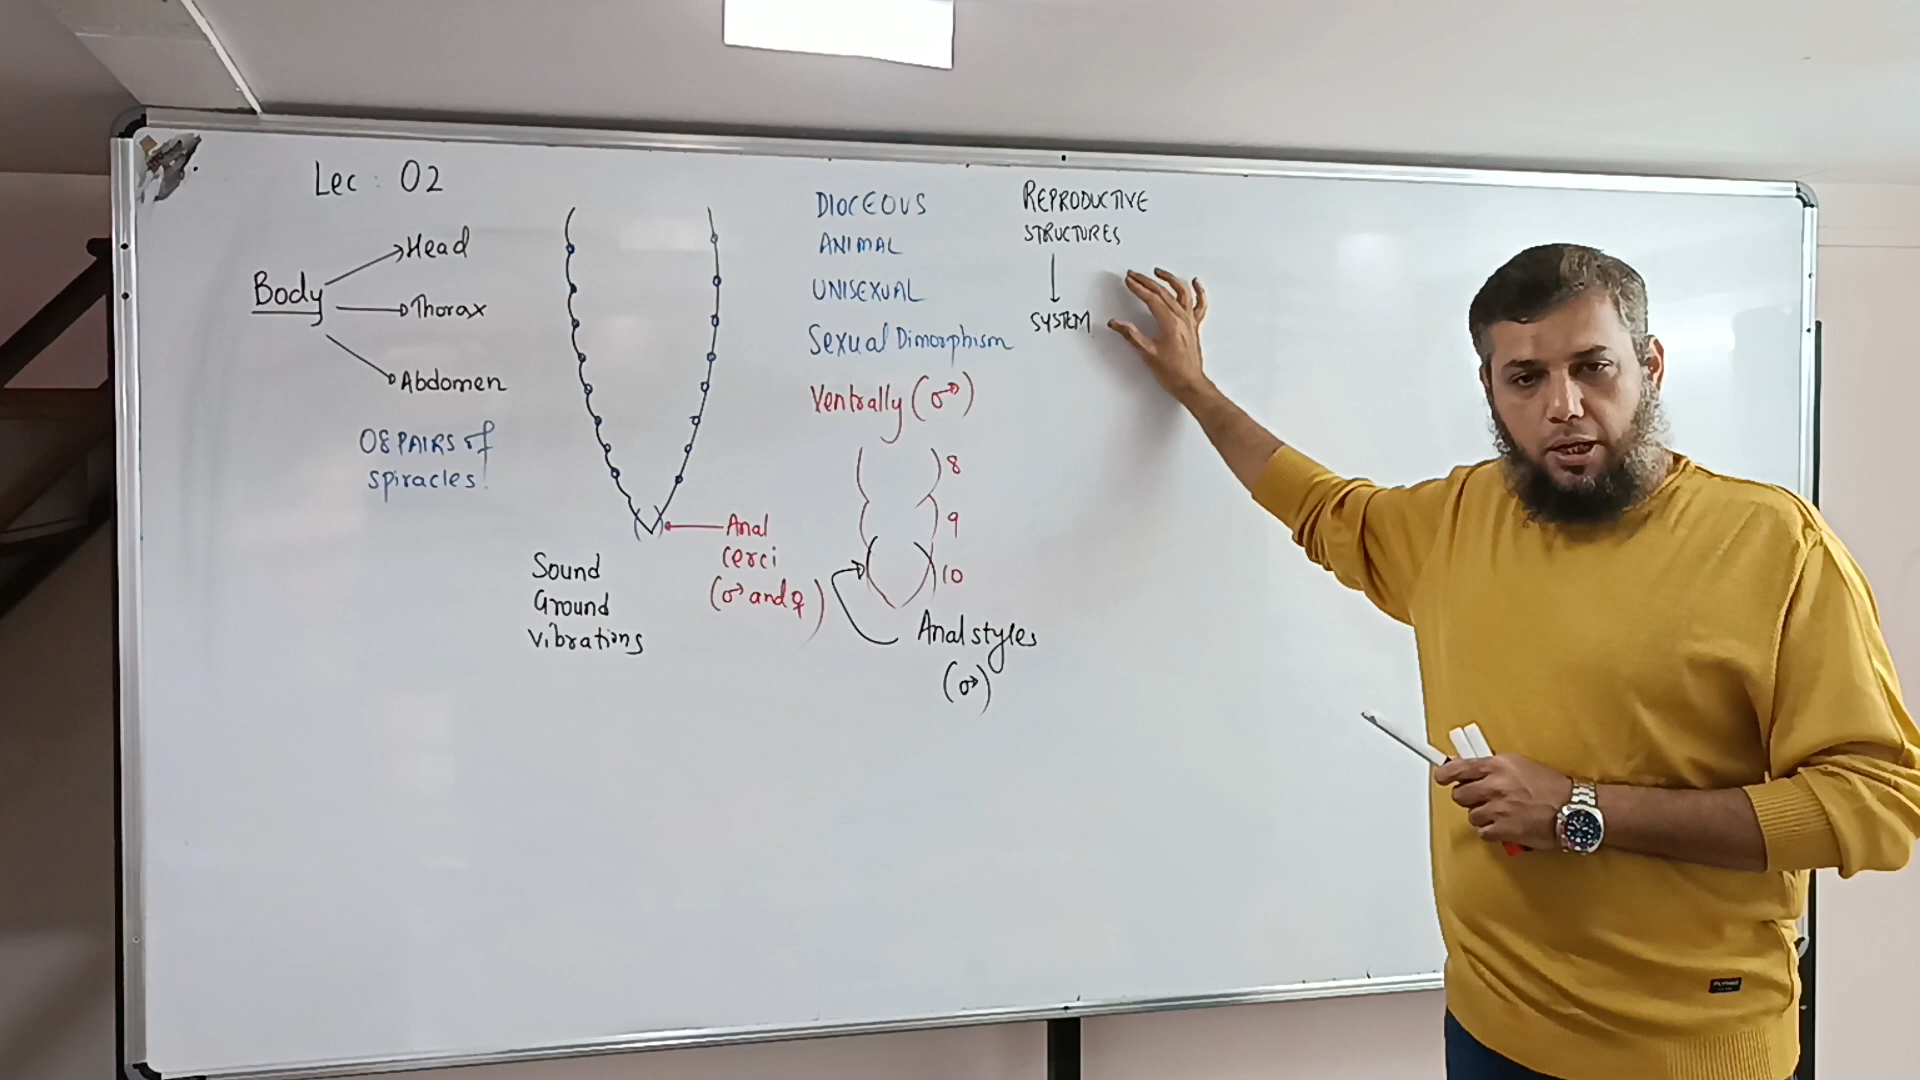 Lec : 02
Body
Head
Thorax
Abdomen
08 PAIRS of
spiracles!
Anal
cerci
(♂ and ♀)
Sound
Ground
vibrations
DIOCEOUS
ANIMAL
UNISEXUAL
Sexual Dimorphism
Ventrally (♂)
8
9
10
Anal styles
(♂)
REPRODUCTIVE
STRUCTURES
SYSTEM